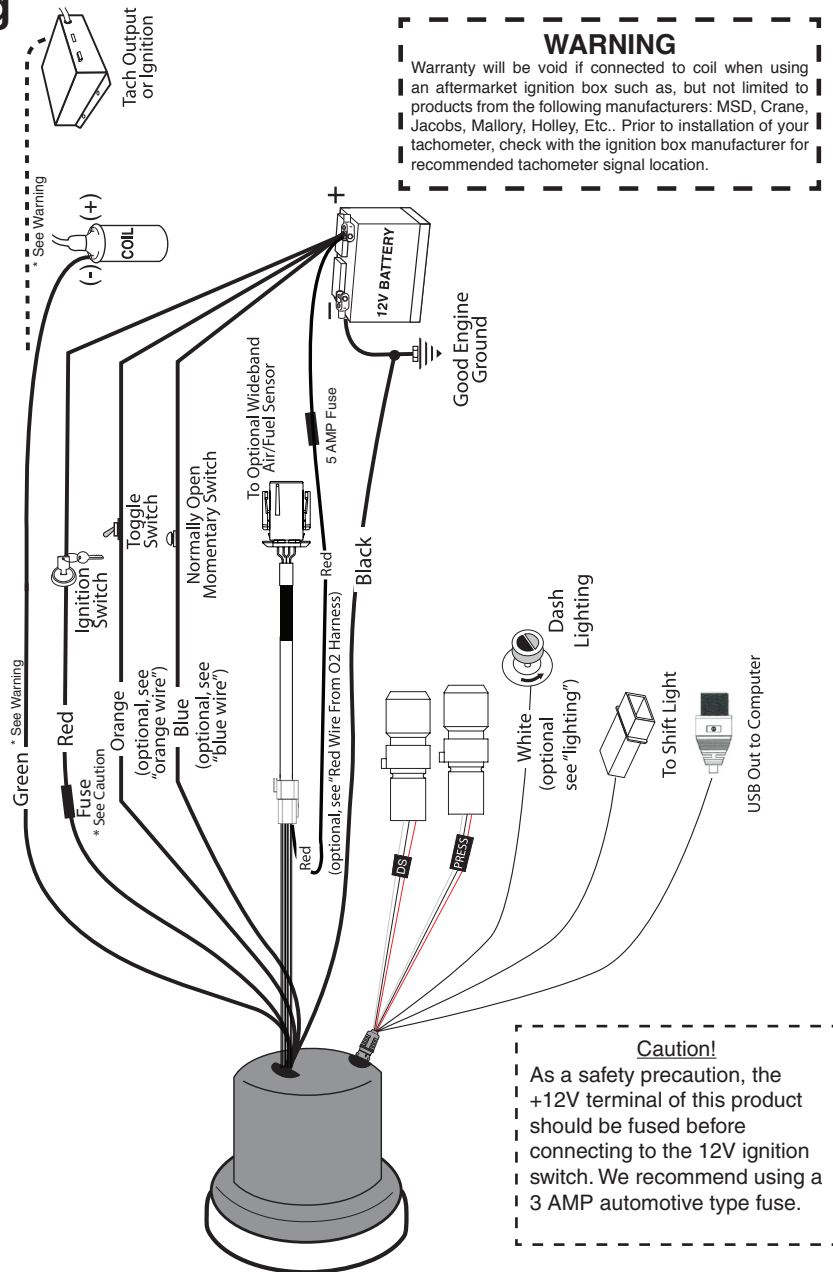 g
WARNING
Warranty will be void if connected to coil when using
an aftermarket ignition box such as, but not limited to
products from the following manufacturers: MSD, Crane,
Jacobs, Mallory, Holley, Etc.. Prior to installation of your
tachometer, check with the ignition box manufacturer for
recommended tachometer signal location.
Tach Output
or Ignition
* See Warning
(+)
(-)
COIL
+
-
12V BATTERY
Good Engine
Ground
Green * See Warning
Red
Ignition
Switch
Fuse
* See Caution
Orange
(optional, see
"orange wire")
Toggle
Switch
Blue
(optional, see
"blue wire")
Normally Open
Momentary Switch
To Optional Wideband
Air/Fuel Sensor
5 AMP Fuse
Red
Red
(optional, see "Red Wire From O2 Harness)
Black
DS
PRESS
White
(optional
see "lighting")
Dash
Lighting
To Shift Light
USB Out to Computer
Caution!
As a safety precaution, the
+12V terminal of this product
should be fused before
connecting to the 12V ignition
switch. We recommend using a
3 AMP automotive type fuse.